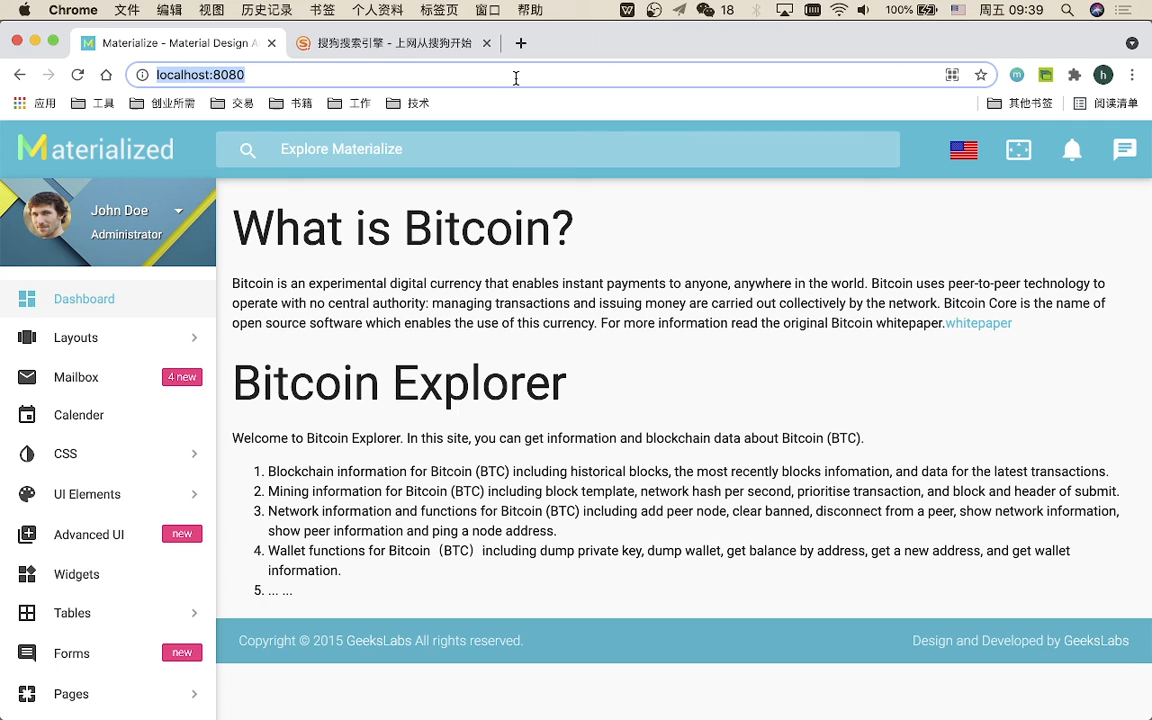 Chrome 文件 编辑 视图 历史记录 书签 个人资料 标签页 窗口 帮助 18 100% 周五 09:39
Materialize - Material Design A 搜狗搜索引擎 - 上网从搜狗开始
localhost:8080
应用 工具 创业所需 交易 书籍 工作 技术 其他书签 阅读清单
Materialized Explore Materialize
John Doe
Administrator
Dashboard
Layouts
Mailbox 4 new
Calender
CSS
UI Elements
Advanced UI new
Widgets
Tables
Forms new
Pages
What is Bitcoin?
Bitcoin is an experimental digital currency that enables instant payments to anyone, anywhere in the world. Bitcoin uses peer-to-peer technology to
operate with no central authority: managing transactions and issuing money are carried out collectively by the network. Bitcoin Core is the name of
open source software which enables the use of this currency. For more information read the original Bitcoin whitepaper.whitepaper
Bitcoin Explorer
Welcome to Bitcoin Explorer. In this site, you can get information and blockchain data about Bitcoin (BTC).
1. Blockchain information for Bitcoin (BTC) including historical blocks, the most recently blocks infomation, and data for the latest transactions.
2. Mining information for Bitcoin (BTC) including block template, network hash per second, prioritise transaction, and block and header of submit.
3. Network information and functions for Bitcoin (BTC) including add peer node, clear banned, disconnect from a peer, show network information,
show peer information and ping a node address.
4. Wallet functions for Bitcoin（BTC）including dump private key, dump wallet, get balance by address, get a new address, and get wallet
information.
5. ... ...
Copyright © 2015 GeeksLabs All rights reserved. Design and Developed by GeeksLabs